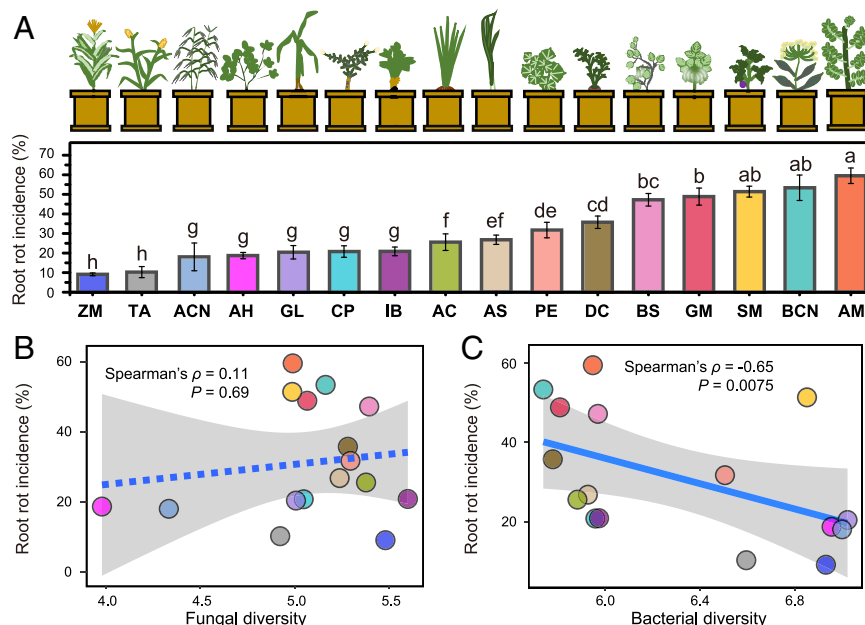 A
Root rot incidence (%)
70
60
50
40
30
20
10
0
h h g g g g g f ef de cd bc b ab ab a
ZM TA ACN AH GL CP IB AC AS PE DC BS GM SM BCN AM
B
Root rot incidence (%)
60
40
20
0
Spearman's ρ = 0.11
P = 0.69
4.0 4.5 5.0 5.5
Fungal diversity
C
Root rot incidence (%)
60
40
20
Spearman's ρ = -0.65
P = 0.0075
6.0 6.4 6.8
Bacterial diversity